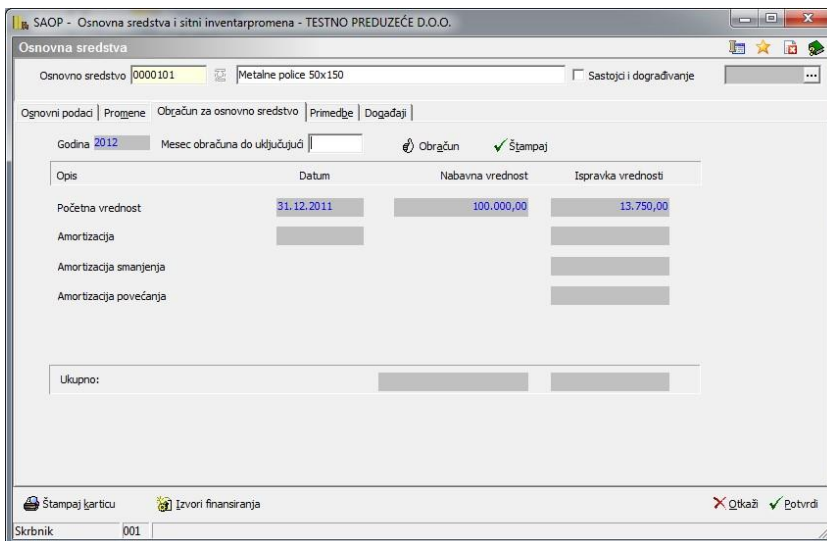 SAOP - Osnovna sredstva i sitni inventarpromena - TESTNO PREDUZEĆE D.O.O.
Osnovna sredstva
Osnovno sredstvo 0000101 Metalne police 50x150 Sastojci i dograđivanje ...
Osnovni podaci Promene Obračun za osnovno sredstvo Primedbe Događaji
Godina 2012 Mesec obračuna do uključujući Obračun Štampaj
Opis Datum Nabavna vrednost Ispravka vrednosti
Početna vrednost 31.12.2011 100.000,00 13.750,00
Amortizacija
Amortizacija smanjenja
Amortizacija povećanja
Ukupno:
Štampaj karticu Izvori finansiranja Otkaži Potvrdi
Skrbnik 001